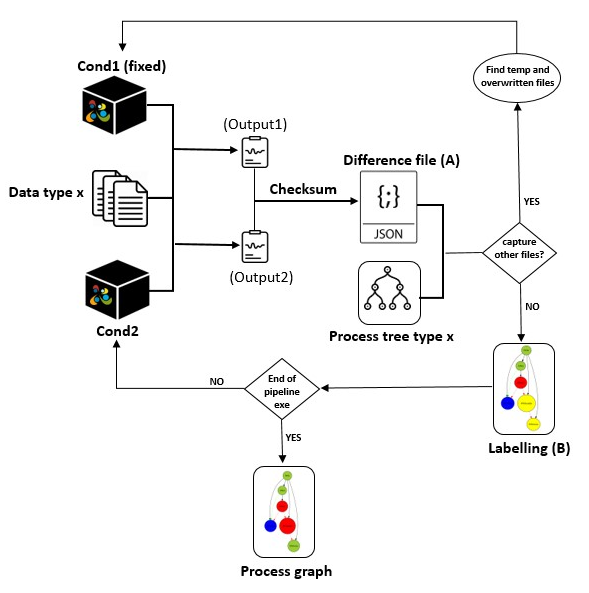 Cond1 (fixed)
Find temp and
overwritten files
(Output1)
Difference file (A)
Data type x
Checksum
{;}
JSON
YES
capture
other files?
(Output2)
NO
Cond2
Process tree type x
NO
End of
pipeline
exe
YES
Labelling (B)
Process graph